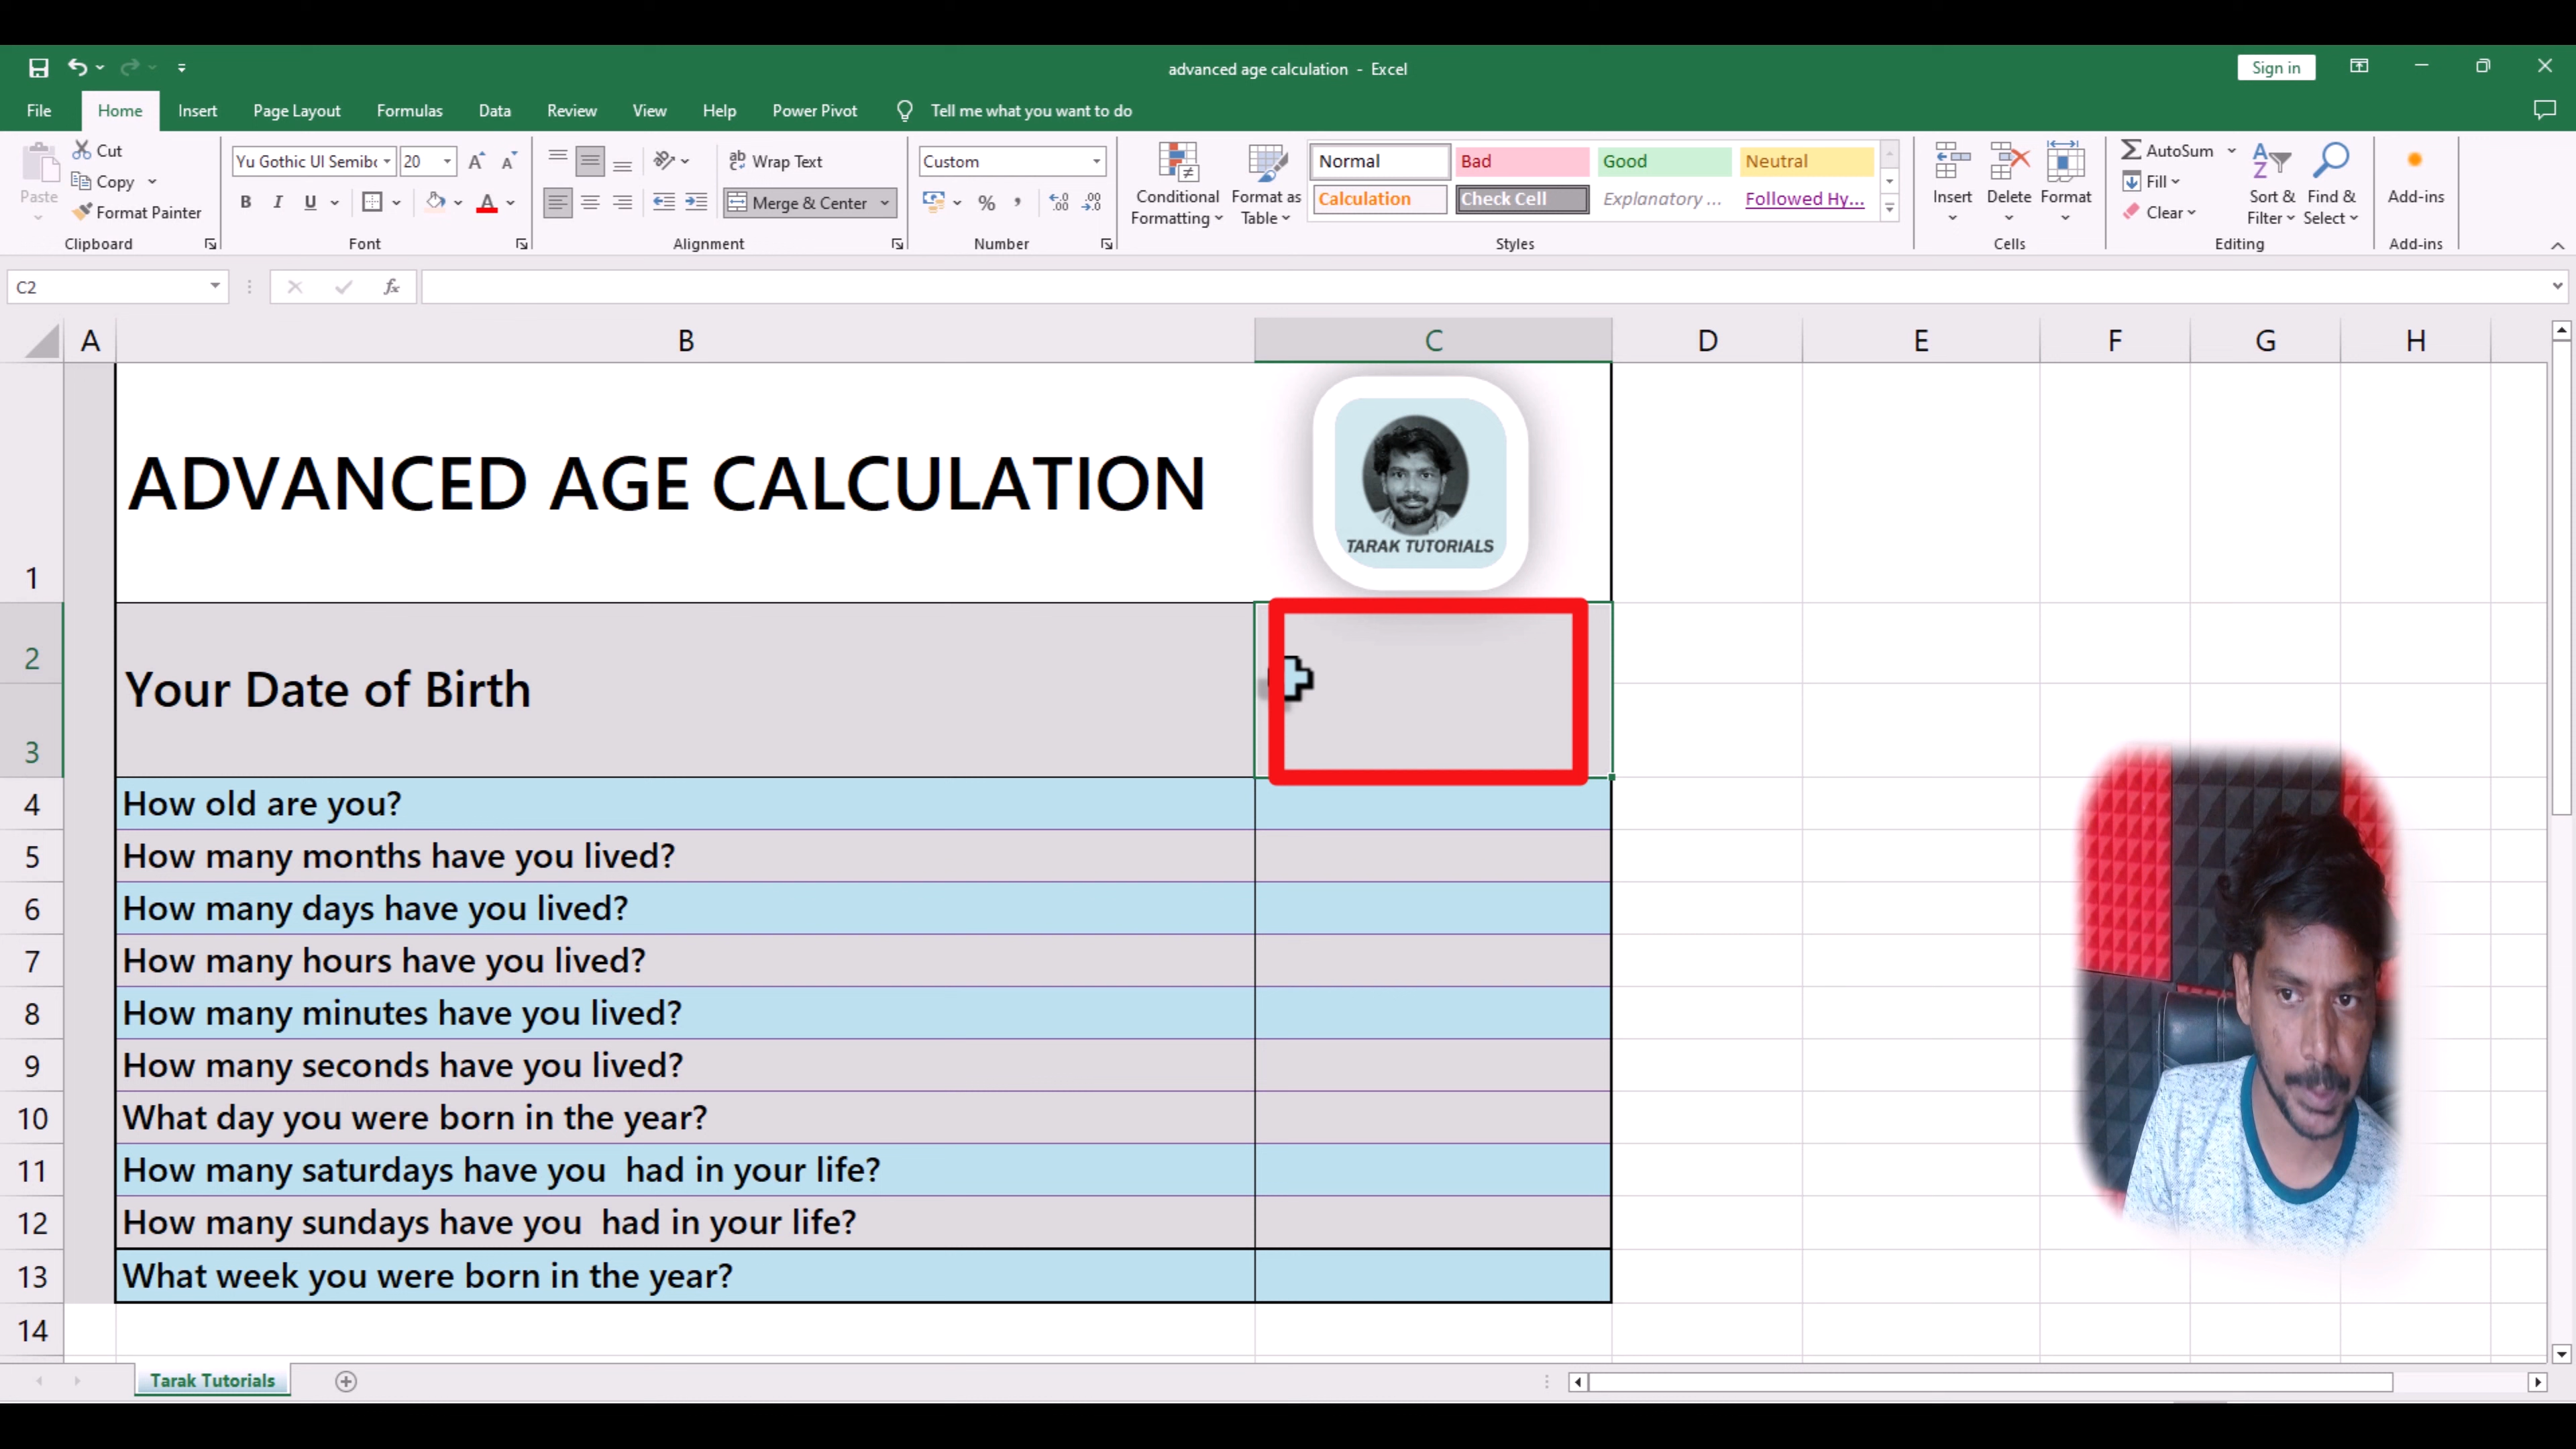 advanced age calculation - Excel
Sign in
File Home Insert Page Layout Formulas Data Review View Help Power Pivot Tell me what you want to do
Paste
Cut
Copy
Format Painter
Clipboard
Yu Gothic UI Semib 20
B I U
Font
Wrap Text
Merge & Center
Alignment
Custom
Number
Conditional Formatting
Format as Table
Normal Bad Good Neutral
Calculation Check Cell Explanatory ... Followed Hy...
Styles
Insert Delete Format
Cells
AutoSum
Fill
Clear
Sort & Filter
Find & Select
Editing
Add-ins
Add-ins
C2
fx
A B C D E F G H
1 ADVANCED AGE CALCULATION
TARAK TUTORIALS
2
Your Date of Birth
3
4 How old are you?
5 How many months have you lived?
6 How many days have you lived?
7 How many hours have you lived?
8 How many minutes have you lived?
9 How many seconds have you lived?
10 What day you were born in the year?
11 How many saturdays have you  had in your life?
12 How many sundays have you  had in your life?
13 What week you were born in the year?
14
Tarak Tutorials